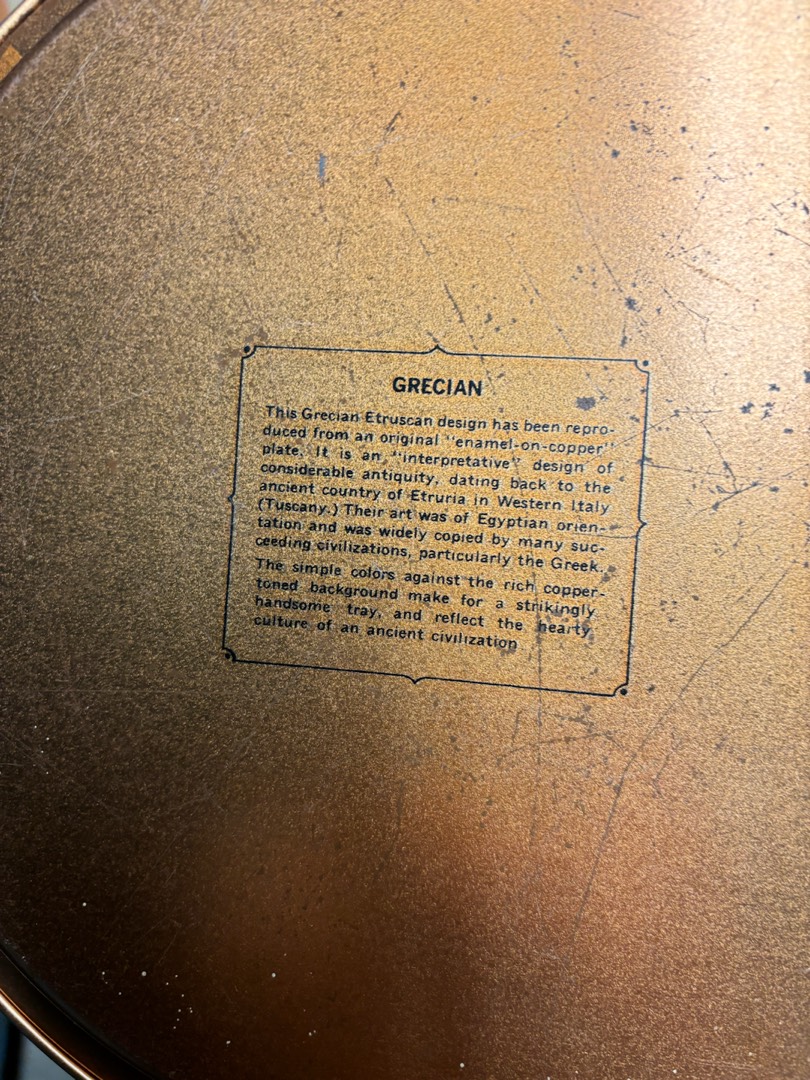 GRECIAN
This Grecian Etruscan design has been repro-
duced from an original "enamel-on-copper"
plate. It is an "interpretative" design of
considerable antiquity, dating back to the
ancient country of Etruria in Western Italy
(Tuscany.) Their art was of Egyptian orien-
tation and was widely copied by many suc-
ceeding civilizations, particularly the Greek.
The simple colors against the rich copper-
toned background make for a strikingly
handsome tray, and reflect the hearty
culture of an ancient civilization